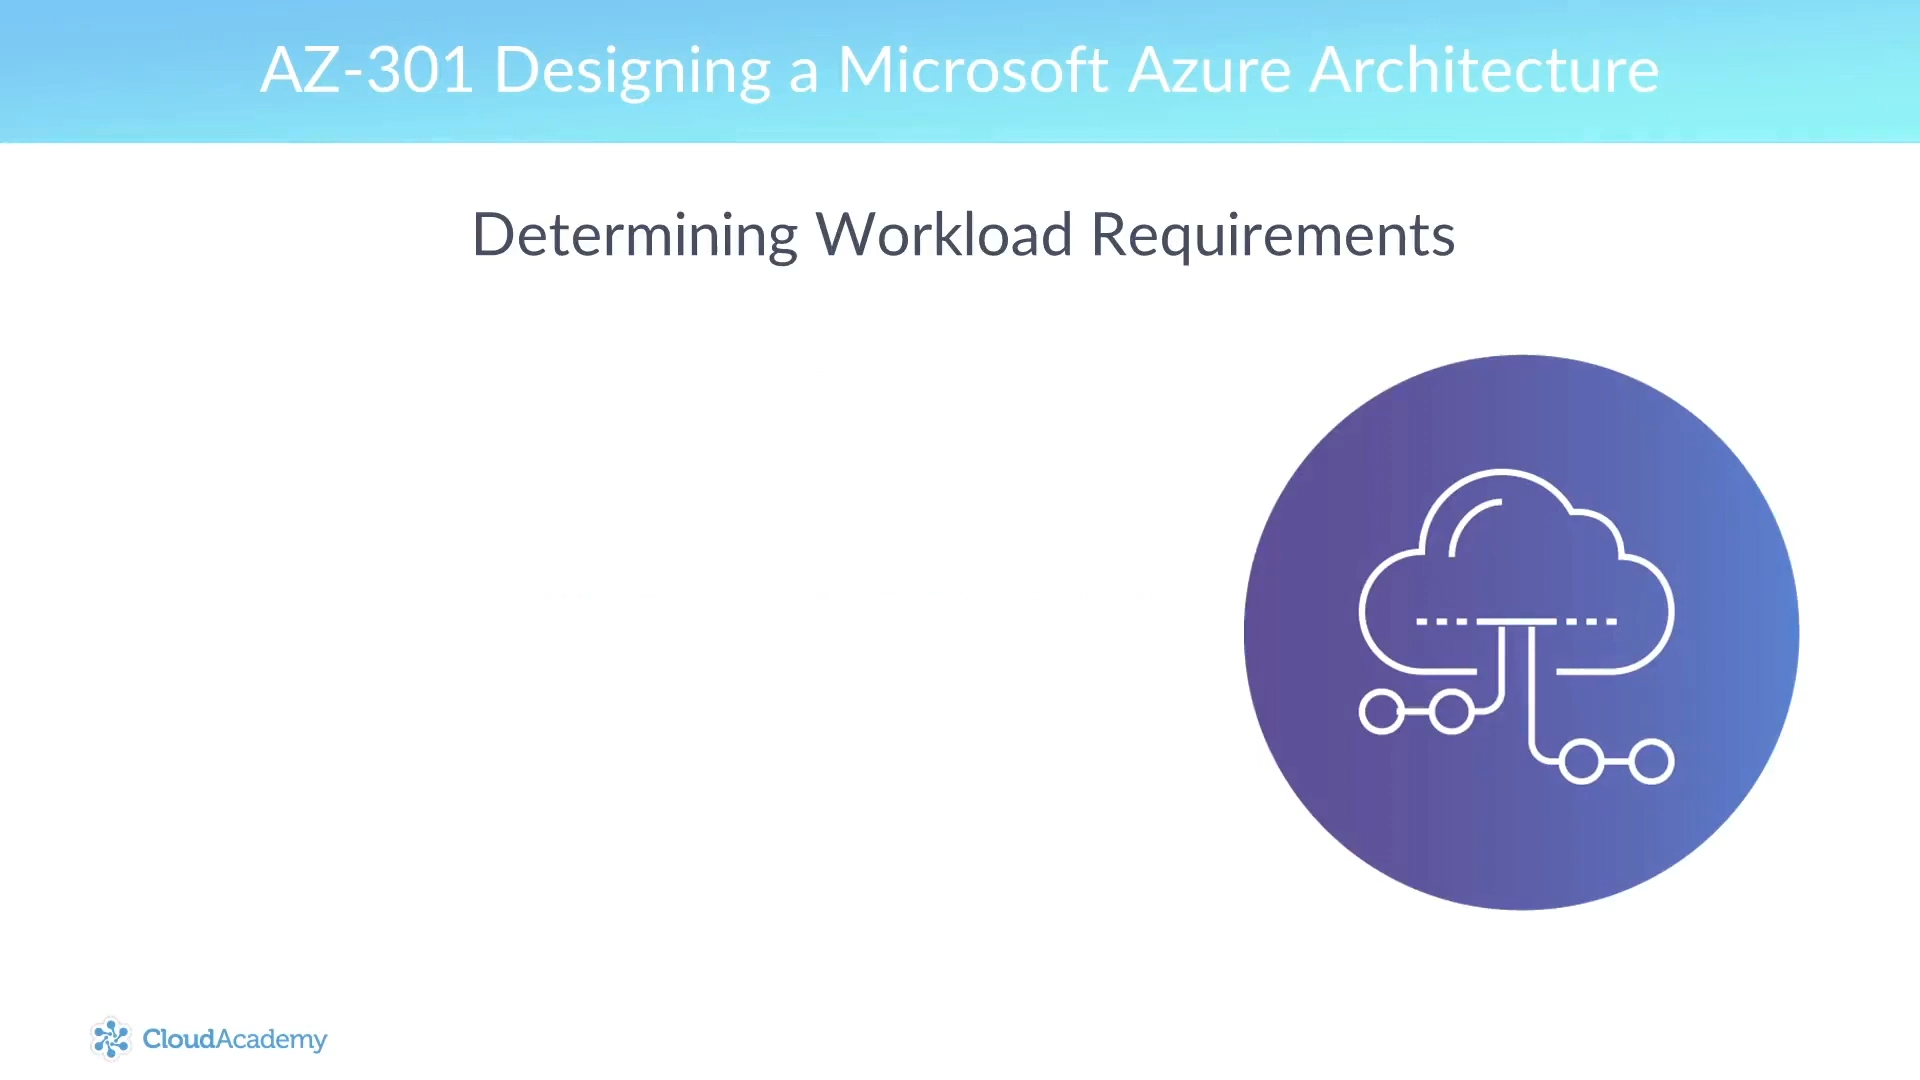 AZ-301 Designing a Microsoft Azure Architecture
Determining Workload Requirements
CloudAcademy